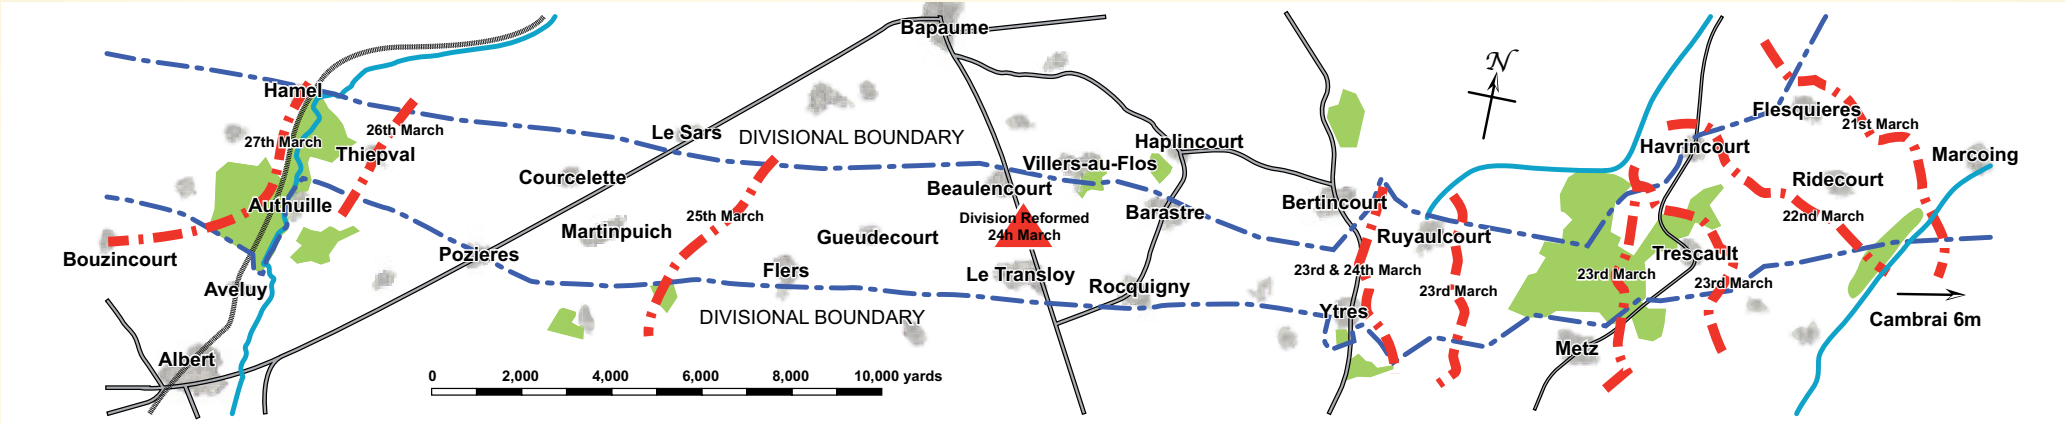 Bapaume
N
Hamel
27th March
26th March
Thiepval
Le Sars
DIVISIONAL BOUNDARY
Haplincourt
Villers-au-Flos
Flesquieres
21st March
Havrincourt
Marcoing
Courcelette
Beaulencourt
Ridecourt
Authuille
Martinpuich
25th March
Gueudecourt
Division Reformed
24th March
Barastre
Bertincourt
Ruyaulcourt
22nd March
Bouzincourt
Pozieres
Flers
Le Transloy
Rocquigny
23rd & 24th March
23rd March
23rd March
Trescault
23rd March
Aveluy
DIVISIONAL BOUNDARY
Ytres
Cambrai 6m
Albert
Metz
0 2,000 4,000 6,000 8,000 10,000 yards